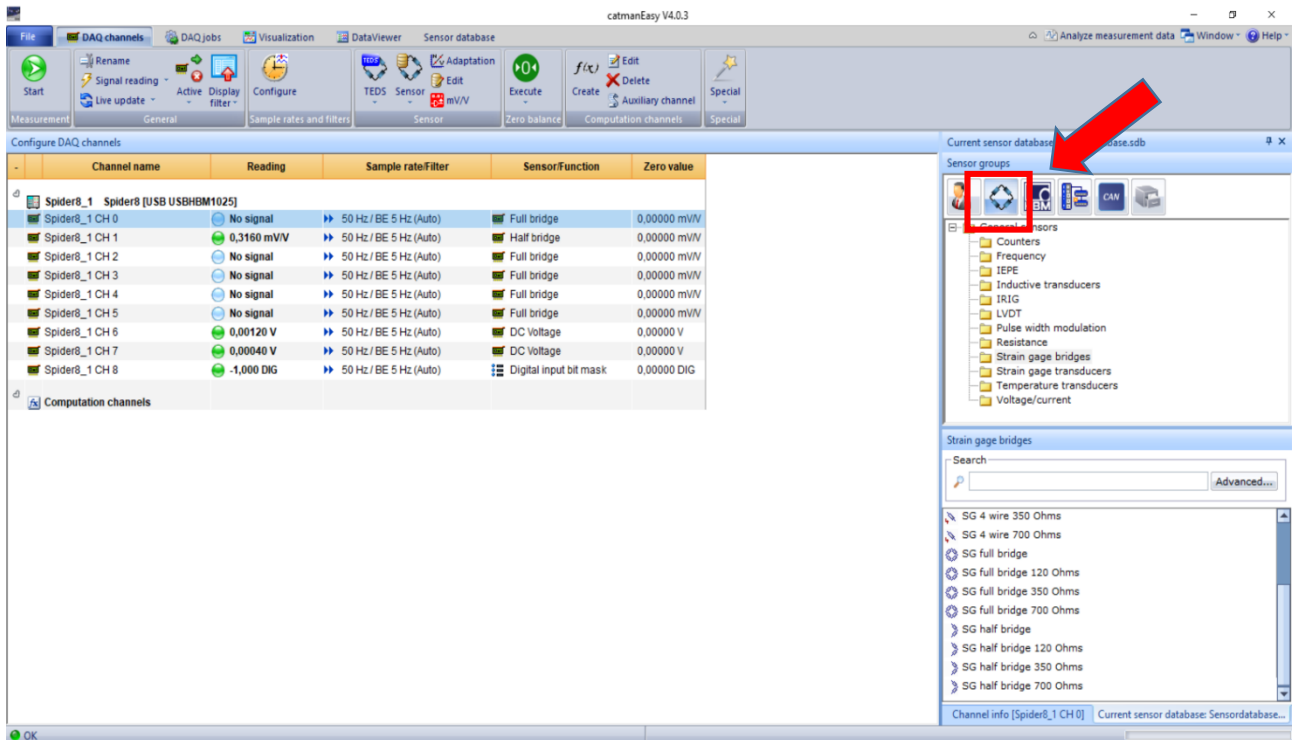 catmanEasy V4.0.3
File DAQ channels DAQ jobs Visualization DataViewer Sensor database Analyze measurement data Window Help
Start
Rename
Signal reading
Live update
Active
Display filter
Configure
TEDS
Sensor
Adaptation
Edit
mV/V
Execute
f(x)
Create
Edit
Delete
Auxiliary channel
Special
Measurement General Sample rates and filters Sensor Zero balance Computation channels Special
Configure DAQ channels
Channel name Reading Sample rate/Filter Sensor/Function Zero value
Spider8_1 Spider8 [USB USBHBM1025]
Spider8_1 CH 0 No signal 50 Hz / BE 5 Hz (Auto) Full bridge 0,00000 mV/V
Spider8_1 CH 1 0,3160 mV/V 50 Hz / BE 5 Hz (Auto) Half bridge 0,00000 mV/V
Spider8_1 CH 2 No signal 50 Hz / BE 5 Hz (Auto) Full bridge 0,00000 mV/V
Spider8_1 CH 3 No signal 50 Hz / BE 5 Hz (Auto) Full bridge 0,00000 mV/V
Spider8_1 CH 4 No signal 50 Hz / BE 5 Hz (Auto) Full bridge 0,00000 mV/V
Spider8_1 CH 5 No signal 50 Hz / BE 5 Hz (Auto) Full bridge 0,00000 mV/V
Spider8_1 CH 6 0,00120 V 50 Hz / BE 5 Hz (Auto) DC Voltage 0,00000 V
Spider8_1 CH 7 0,00040 V 50 Hz / BE 5 Hz (Auto) DC Voltage 0,00000 V
Spider8_1 CH 8 -1,000 DIG 50 Hz / BE 5 Hz (Auto) Digital input bit mask 0,00000 DIG
Computation channels
Current sensor database base.sdb
Sensor groups
CAN
sensors
Counters
Frequency
IEPE
Inductive transducers
IRIG
LVDT
Pulse width modulation
Resistance
Strain gage bridges
Strain gage transducers
Temperature transducers
Voltage/current
Strain gage bridges
Search
Advanced...
SG 4 wire 350 Ohms
SG 4 wire 700 Ohms
SG full bridge
SG full bridge 120 Ohms
SG full bridge 350 Ohms
SG full bridge 700 Ohms
SG half bridge
SG half bridge 120 Ohms
SG half bridge 350 Ohms
SG half bridge 700 Ohms
Channel info [Spider8_1 CH 0] Current sensor database: Sensordatabase...
OK